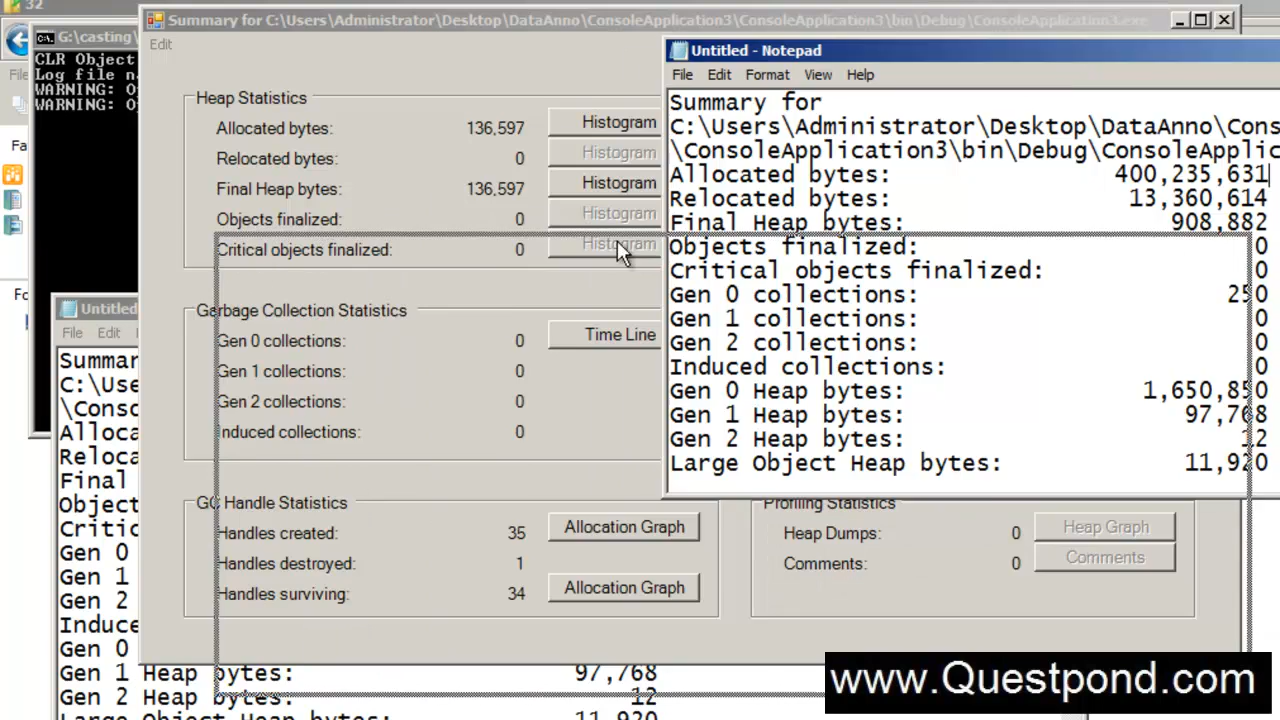 32
G:\casting
Summary for C:\Users\Administrator\Desktop\DataAnno\ConsoleApplication3\ConsoleApplication3\bin\Debug\ConsoleApplication3.exe
Edit
CLR Object
Log file n
WARNING: O
WARNING: O
Heap Statistics
Allocated bytes: 136,597 Histogram
Relocated bytes: 0 Histogram
Final Heap bytes: 136,597 Histogram
Objects finalized: 0 Histogram
Critical objects finalized: 0 Histogram
Garbage Collection Statistics
Gen 0 collections: 0 Time Line
Gen 1 collections: 0
Gen 2 collections: 0
Induced collections: 0
GC Handle Statistics
Handles created: 35 Allocation Graph
Handles destroyed: 1
Handles surviving: 34 Allocation Graph
Profiling Statistics
Heap Dumps: 0 Heap Graph
Comments: 0 Comments
Untitled - Notepad
File Edit Format View Help
Summary for
C:\Users\Administrator\Desktop\DataAnno\Cons
\ConsoleApplication3\bin\Debug\ConsoleApplic
Allocated bytes: 400,235,631
Relocated bytes: 13,360,614
Final Heap bytes: 908,882
Objects finalized: 0
Critical objects finalized: 0
Gen 0 collections: 250
Gen 1 collections: 0
Gen 2 collections: 0
Induced collections: 0
Gen 0 Heap bytes: 1,650,850
Gen 1 Heap bytes: 97,768
Gen 2 Heap bytes: 12
Large Object Heap bytes: 11,920
Untitled
File Edit
Summar
C:\Use
\Conso
Alloca
Reloca
Final
Object
Critic
Gen 0
Gen 1
Gen 2
Induce
Gen 0
Gen 1 Heap bytes: 97,768
Gen 2 Heap bytes: 12
Large Object Heap bytes: 11,920
www.Questpond.com